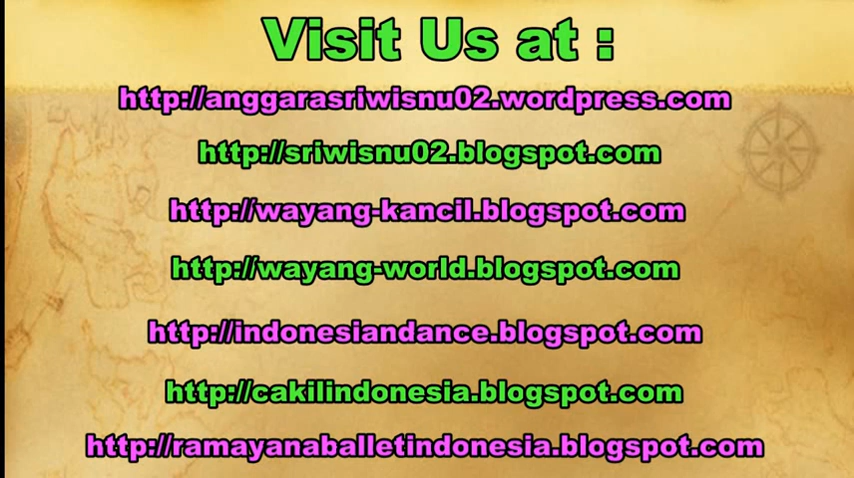 Visit Us at :
http://anggarasriwisnu02.wordpress.com
http://sriwisnu02.blogspot.com
http://wayang-kancil.blogspot.com
http://wayang-world.blogspot.com
http://indonesiandance.blogspot.com
http://cakilindonesia.blogspot.com
http://ramayanaballetindonesia.blogspot.com